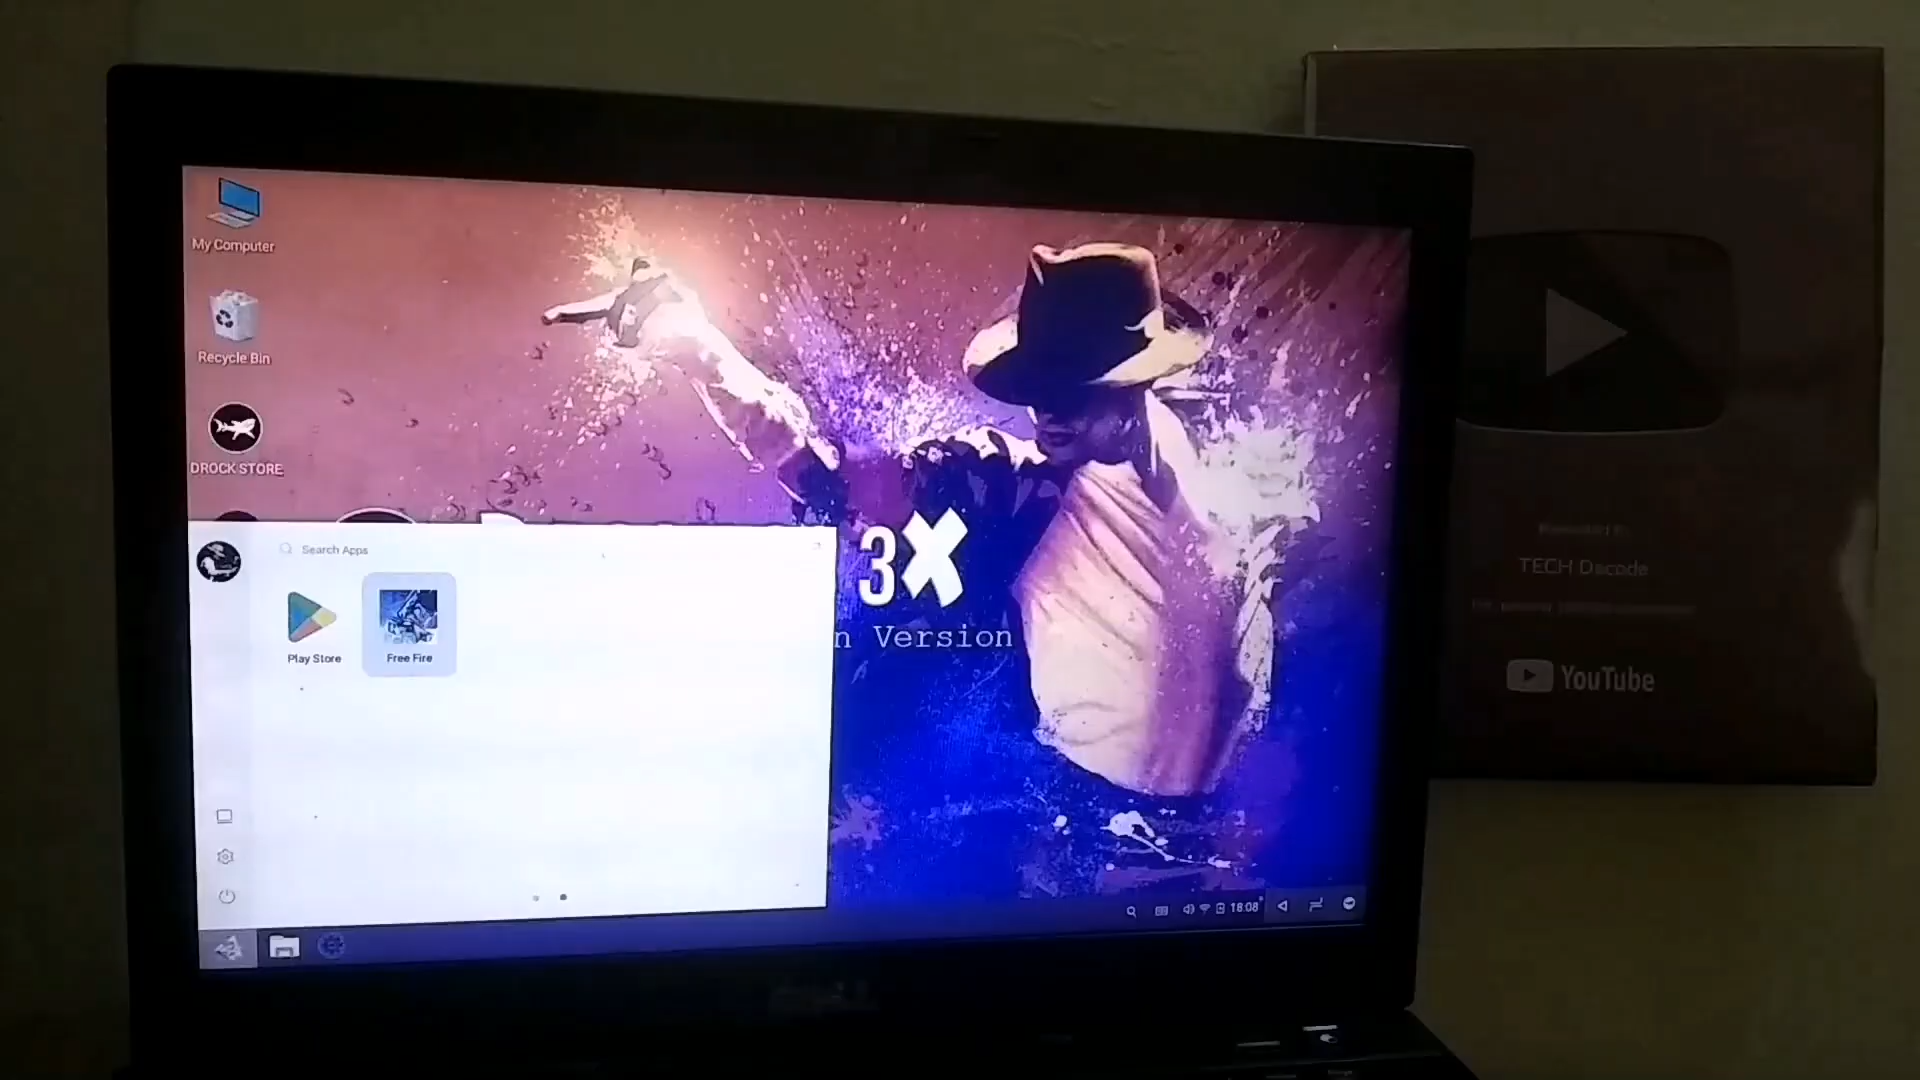 My Computer
Recycle Bin
DROCK STORE
Search Apps
Play Store
Free Fire
3X
n Version
18:08
TECH Decode
YouTube